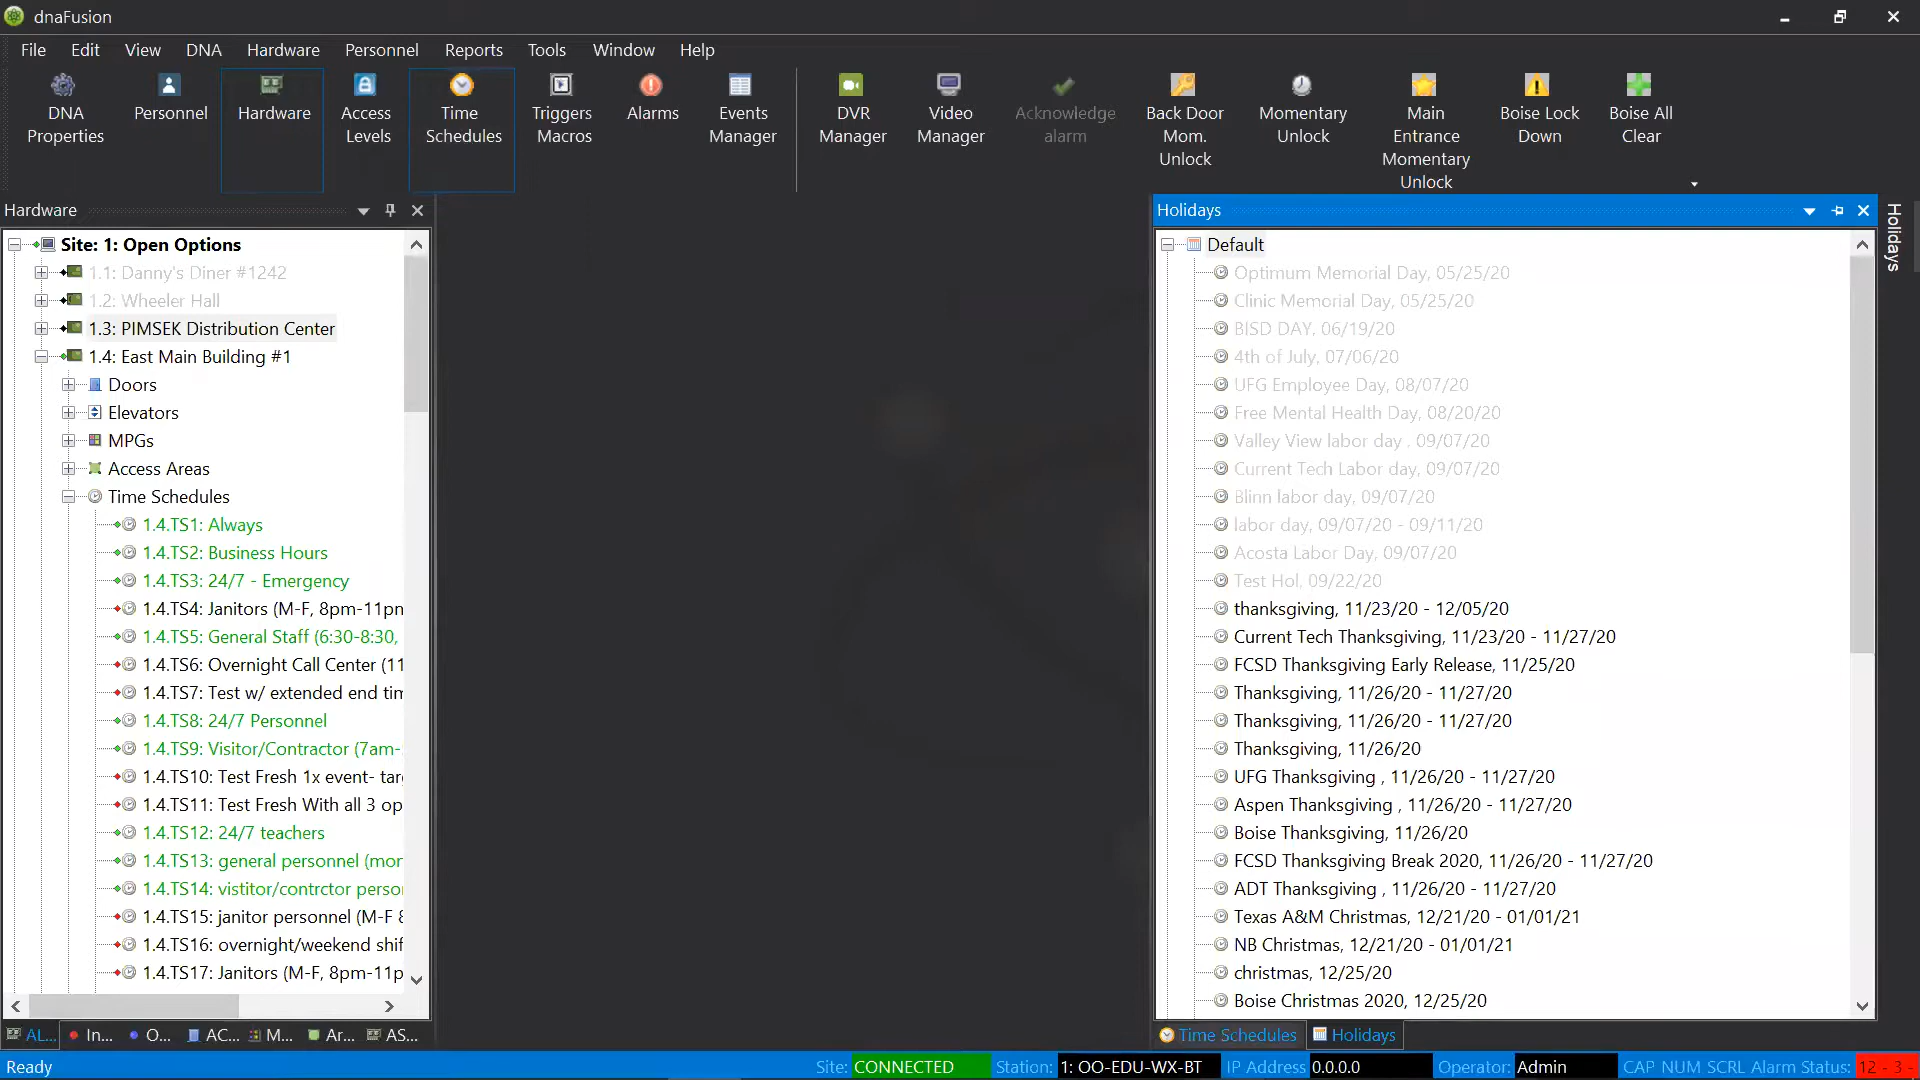 dnaFusion
File Edit View DNA Hardware Personnel Reports Tools Window Help
DNA Properties
Personnel
Hardware
Access Levels
Time Schedules
Triggers Macros
Alarms
Events Manager
DVR Manager
Video Manager
Acknowledge alarm
Back Door Mom. Unlock
Momentary Unlock
Main Entrance Momentary Unlock
Boise Lock Down
Boise All Clear
Hardware
Site: 1: Open Options
1.1: Danny's Diner #1242
1.2: Wheeler Hall
1.3: PIMSEK Distribution Center
1.4: East Main Building #1
Doors
Elevators
MPGs
Access Areas
Time Schedules
1.4.TS1: Always
1.4.TS2: Business Hours
1.4.TS3: 24/7 - Emergency
1.4.TS4: Janitors (M-F, 8pm-11pm
1.4.TS5: General Staff (6:30-8:30,
1.4.TS6: Overnight Call Center (11
1.4.TS7: Test w/ extended end tim
1.4.TS8: 24/7 Personnel
1.4.TS9: Visitor/Contractor (7am-
1.4.TS10: Test Fresh 1x event- tar
1.4.TS11: Test Fresh With all 3 op
1.4.TS12: 24/7 teachers
1.4.TS13: general personnel (mor
1.4.TS14: vistitor/contrctor perso
1.4.TS15: janitor personnel (M-F 8
1.4.TS16: overnight/weekend shif
1.4.TS17: Janitors (M-F, 8pm-11p
AL... In... O... AC... M... Ar... AS...
Holidays
Default
Optimum Memorial Day, 05/25/20
Clinic Memorial Day, 05/25/20
BISD DAY, 06/19/20
4th of July, 07/06/20
UFG Employee Day, 08/07/20
Free Mental Health Day, 08/20/20
Valley View labor day . 09/07/20
Current Tech Labor day, 09/07/20
Blinn labor day, 09/07/20
labor day, 09/07/20 - 09/11/20
Acosta Labor Day, 09/07/20
Test Hol, 09/22/20
thanksgiving, 11/23/20 - 12/05/20
Current Tech Thanksgiving, 11/23/20 - 11/27/20
FCSD Thanksgiving Early Release, 11/25/20
Thanksgiving, 11/26/20 - 11/27/20
Thanksgiving, 11/26/20 - 11/27/20
Thanksgiving, 11/26/20
UFG Thanksgiving , 11/26/20 - 11/27/20
Aspen Thanksgiving , 11/26/20 - 11/27/20
Boise Thanksgiving, 11/26/20
FCSD Thanksgiving Break 2020, 11/26/20 - 11/27/20
ADT Thanksgiving , 11/26/20 - 11/27/20
Texas A&M Christmas, 12/21/20 - 01/01/21
NB Christmas, 12/21/20 - 01/01/21
christmas, 12/25/20
Boise Christmas 2020, 12/25/20
Time Schedules Holidays
Holidays
Ready Site: CONNECTED Station: 1: OO-EDU-WX-BT IP Address 0.0.0.0 Operator: Admin CAP NUM SCRL Alarm Status: 12 - 3 -